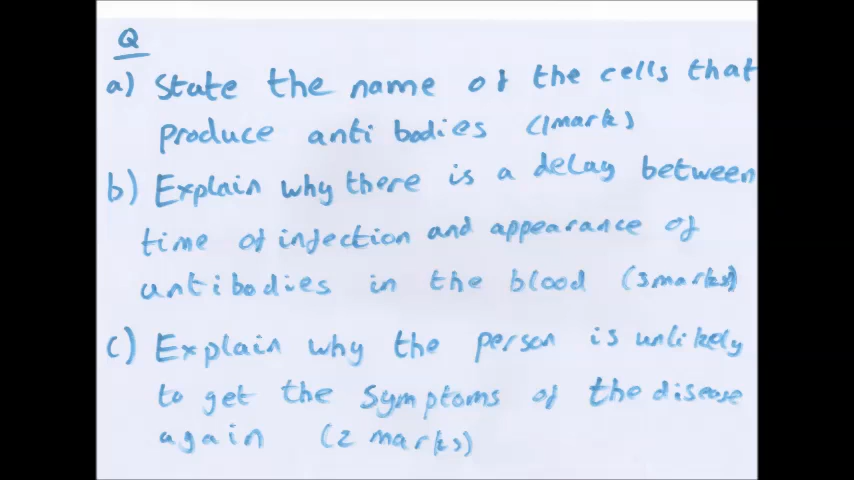 Q
a) State the name of the cells that
produce antibodies (1mark)
b) Explain why there is a delay between
time of infection and appearance of
antibodies in the blood (3marks)
c) Explain why the person is unlikely
to get the symptoms of the disease
again (2 marks)